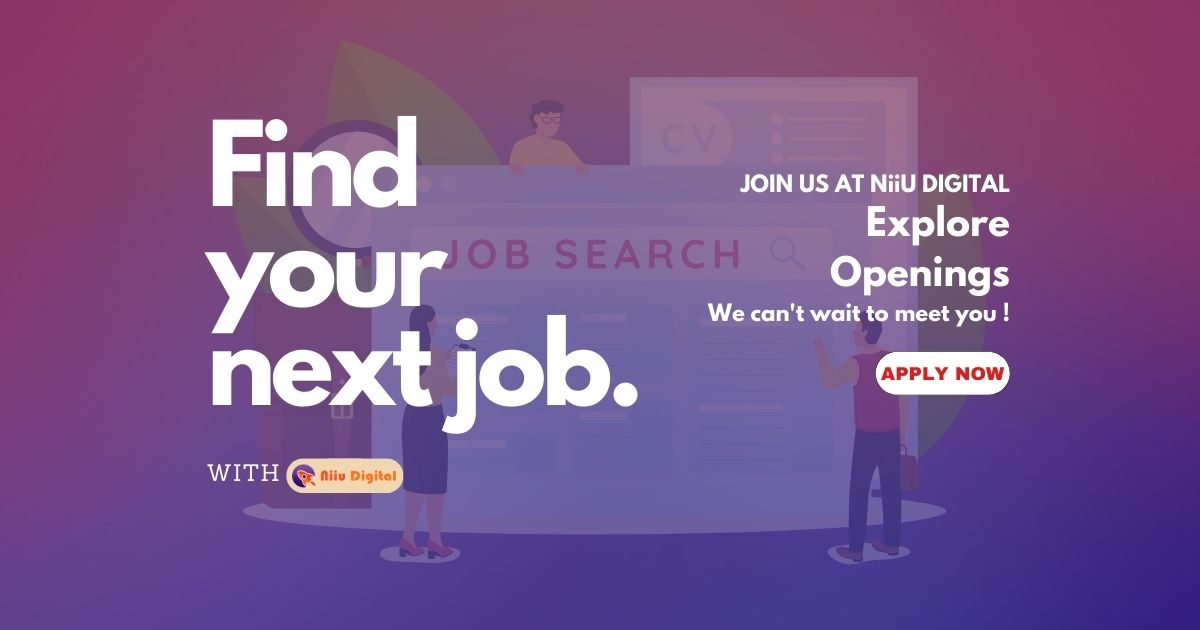 Find
your
next job.
WITH Niiu Digital
JOIN US AT NiiU DIGITAL
Explore
Openings
We can't wait to meet you !
APPLY NOW
CV
JOB SEARCH